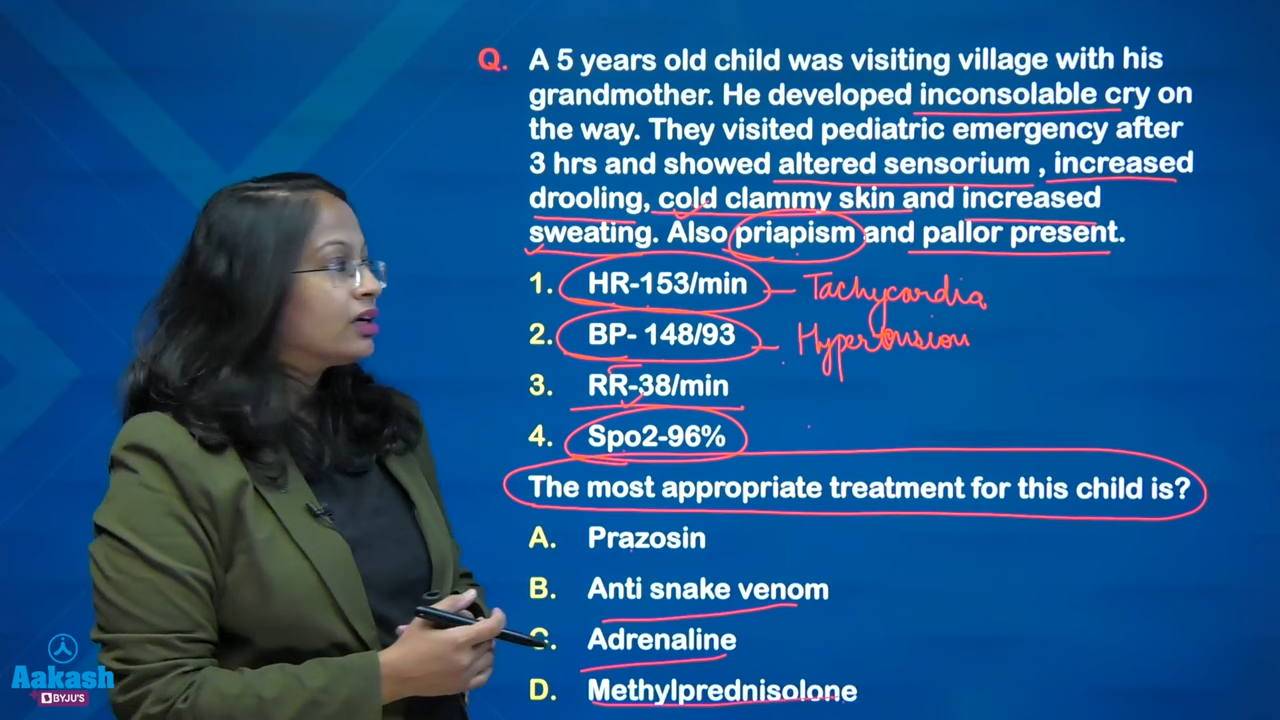 Q. A 5 years old child was visiting village with his
grandmother. He developed inconsolable cry on
the way. They visited pediatric emergency after
3 hrs and showed altered sensorium , increased
drooling, cold clammy skin and increased
sweating. Also priapism and pallor present.
1. HR-153/min — Tachycardia
2. BP- 148/93 — Hypertension
3. RR-38/min
4. Spo2-96%
The most appropriate treatment for this child is?
A. Prazosin
B. Anti snake venom
C. Adrenaline
D. Methylprednisolone
Aakash
BYJU'S